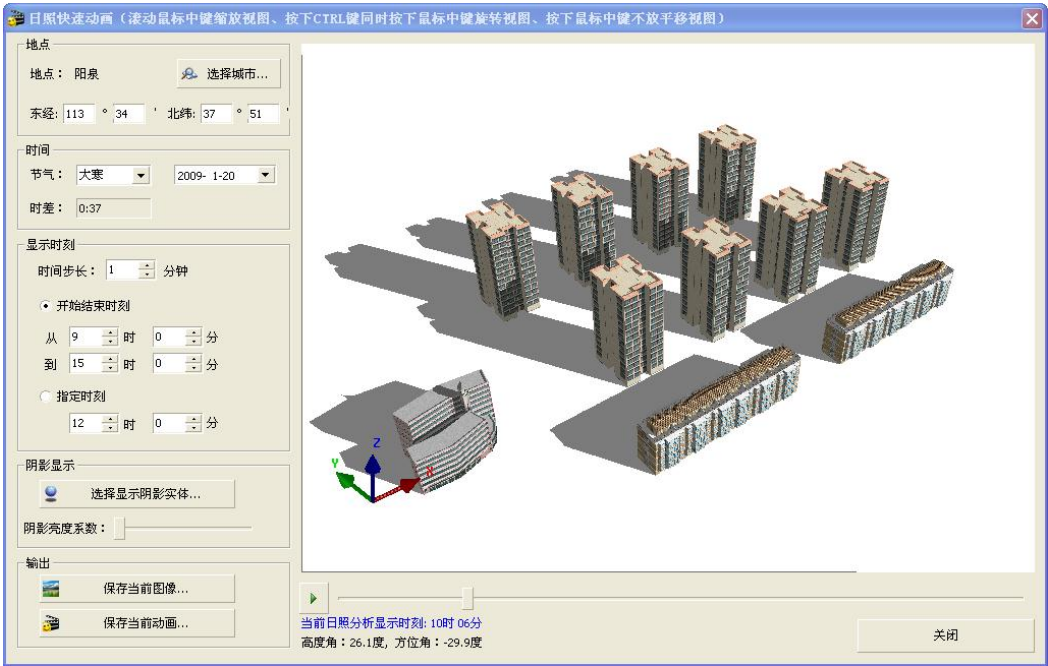 日照快速动画（滚动鼠标中键缩放视图、按下CTRL键同时按下鼠标中键旋转视图、按下鼠标中键不放平移视图）
地点
地点： 阳泉 选择城市...
东经: 113 ° 34 ' 北纬: 37 ° 51 '
时间
节气： 大寒 2009- 1-20
时差： 0:37
显示时刻
时间步长： 1 分钟
开始结束时刻
从 9 时 0 分
到 15 时 0 分
指定时刻
12 时 0 分
阴影显示
选择显示阴影实体...
阴影亮度系数：
输出
保存当前图像...
保存当前动画...
Z
Y
X
当前日照分析显示时刻: 10时 06分
高度角：26.1度, 方位角：-29.9度
关闭